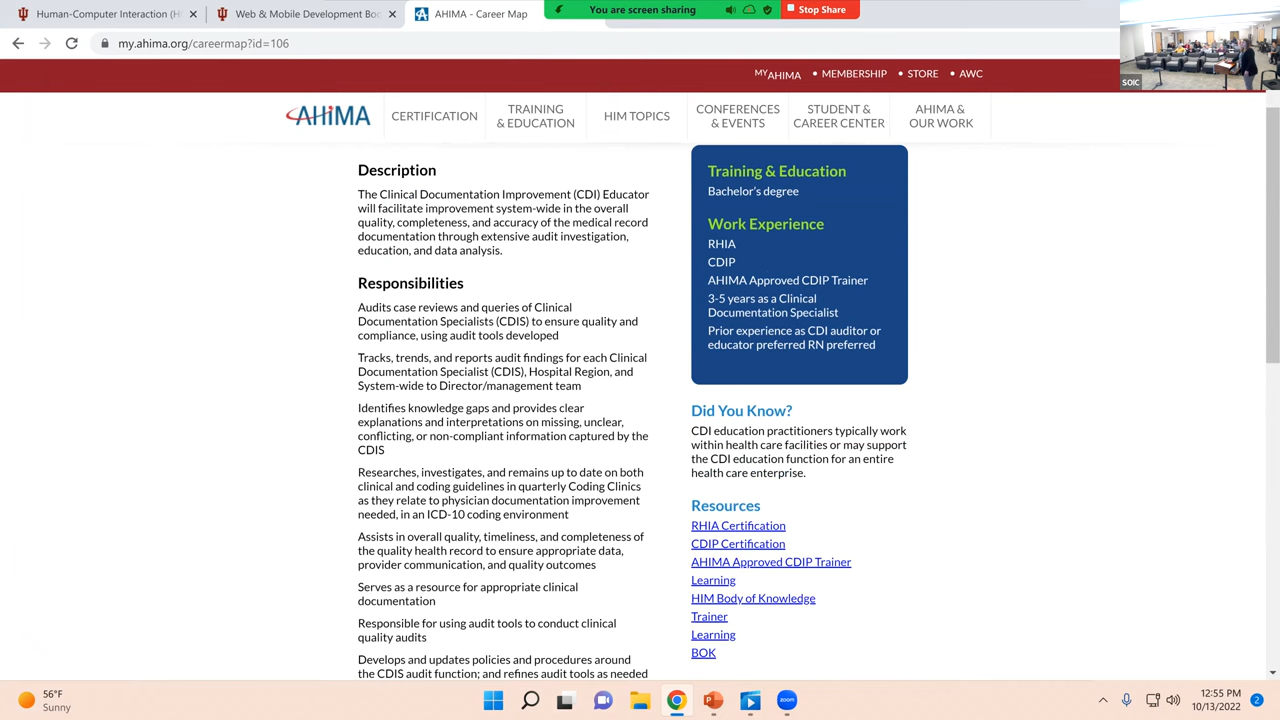 Human-Computer Interaction (H
Web & Mobile Development Bo
AHIMA - Career Map
You are screen sharing
Stop Share
my.ahima.org/careermap?id=106
SOIC
MYAHIMA • MEMBERSHIP • STORE • AWC
AHIMA
CERTIFICATION
TRAINING
& EDUCATION
HIM TOPICS
CONFERENCES
& EVENTS
STUDENT &
CAREER CENTER
AHIMA &
OUR WORK
Description
The Clinical Documentation Improvement (CDI) Educator
will facilitate improvement system-wide in the overall
quality, completeness, and accuracy of the medical record
documentation through extensive audit investigation,
education, and data analysis.
Responsibilities
Audits case reviews and queries of Clinical
Documentation Specialists (CDIS) to ensure quality and
compliance, using audit tools developed
Tracks, trends, and reports audit findings for each Clinical
Documentation Specialist (CDIS), Hospital Region, and
System-wide to Director/management team
Identifies knowledge gaps and provides clear
explanations and interpretations on missing, unclear,
conflicting, or non-compliant information captured by the
CDIS
Researches, investigates, and remains up to date on both
clinical and coding guidelines in quarterly Coding Clinics
as they relate to physician documentation improvement
needed, in an ICD-10 coding environment
Assists in overall quality, timeliness, and completeness of
the quality health record to ensure appropriate data,
provider communication, and quality outcomes
Serves as a resource for appropriate clinical
documentation
Responsible for using audit tools to conduct clinical
quality audits
Develops and updates policies and procedures around
the CDIS audit function; and refines audit tools as needed
Training & Education
Bachelor's degree
Work Experience
RHIA
CDIP
AHIMA Approved CDIP Trainer
3-5 years as a Clinical
Documentation Specialist
Prior experience as CDI auditor or
educator preferred RN preferred
Did You Know?
CDI education practitioners typically work
within health care facilities or may support
the CDI education function for an entire
health care enterprise.
Resources
RHIA Certification
CDIP Certification
AHIMA Approved CDIP Trainer
Learning
HIM Body of Knowledge
Trainer
Learning
BOK
56°F
Sunny
zoom
12:55 PM
10/13/2022
2